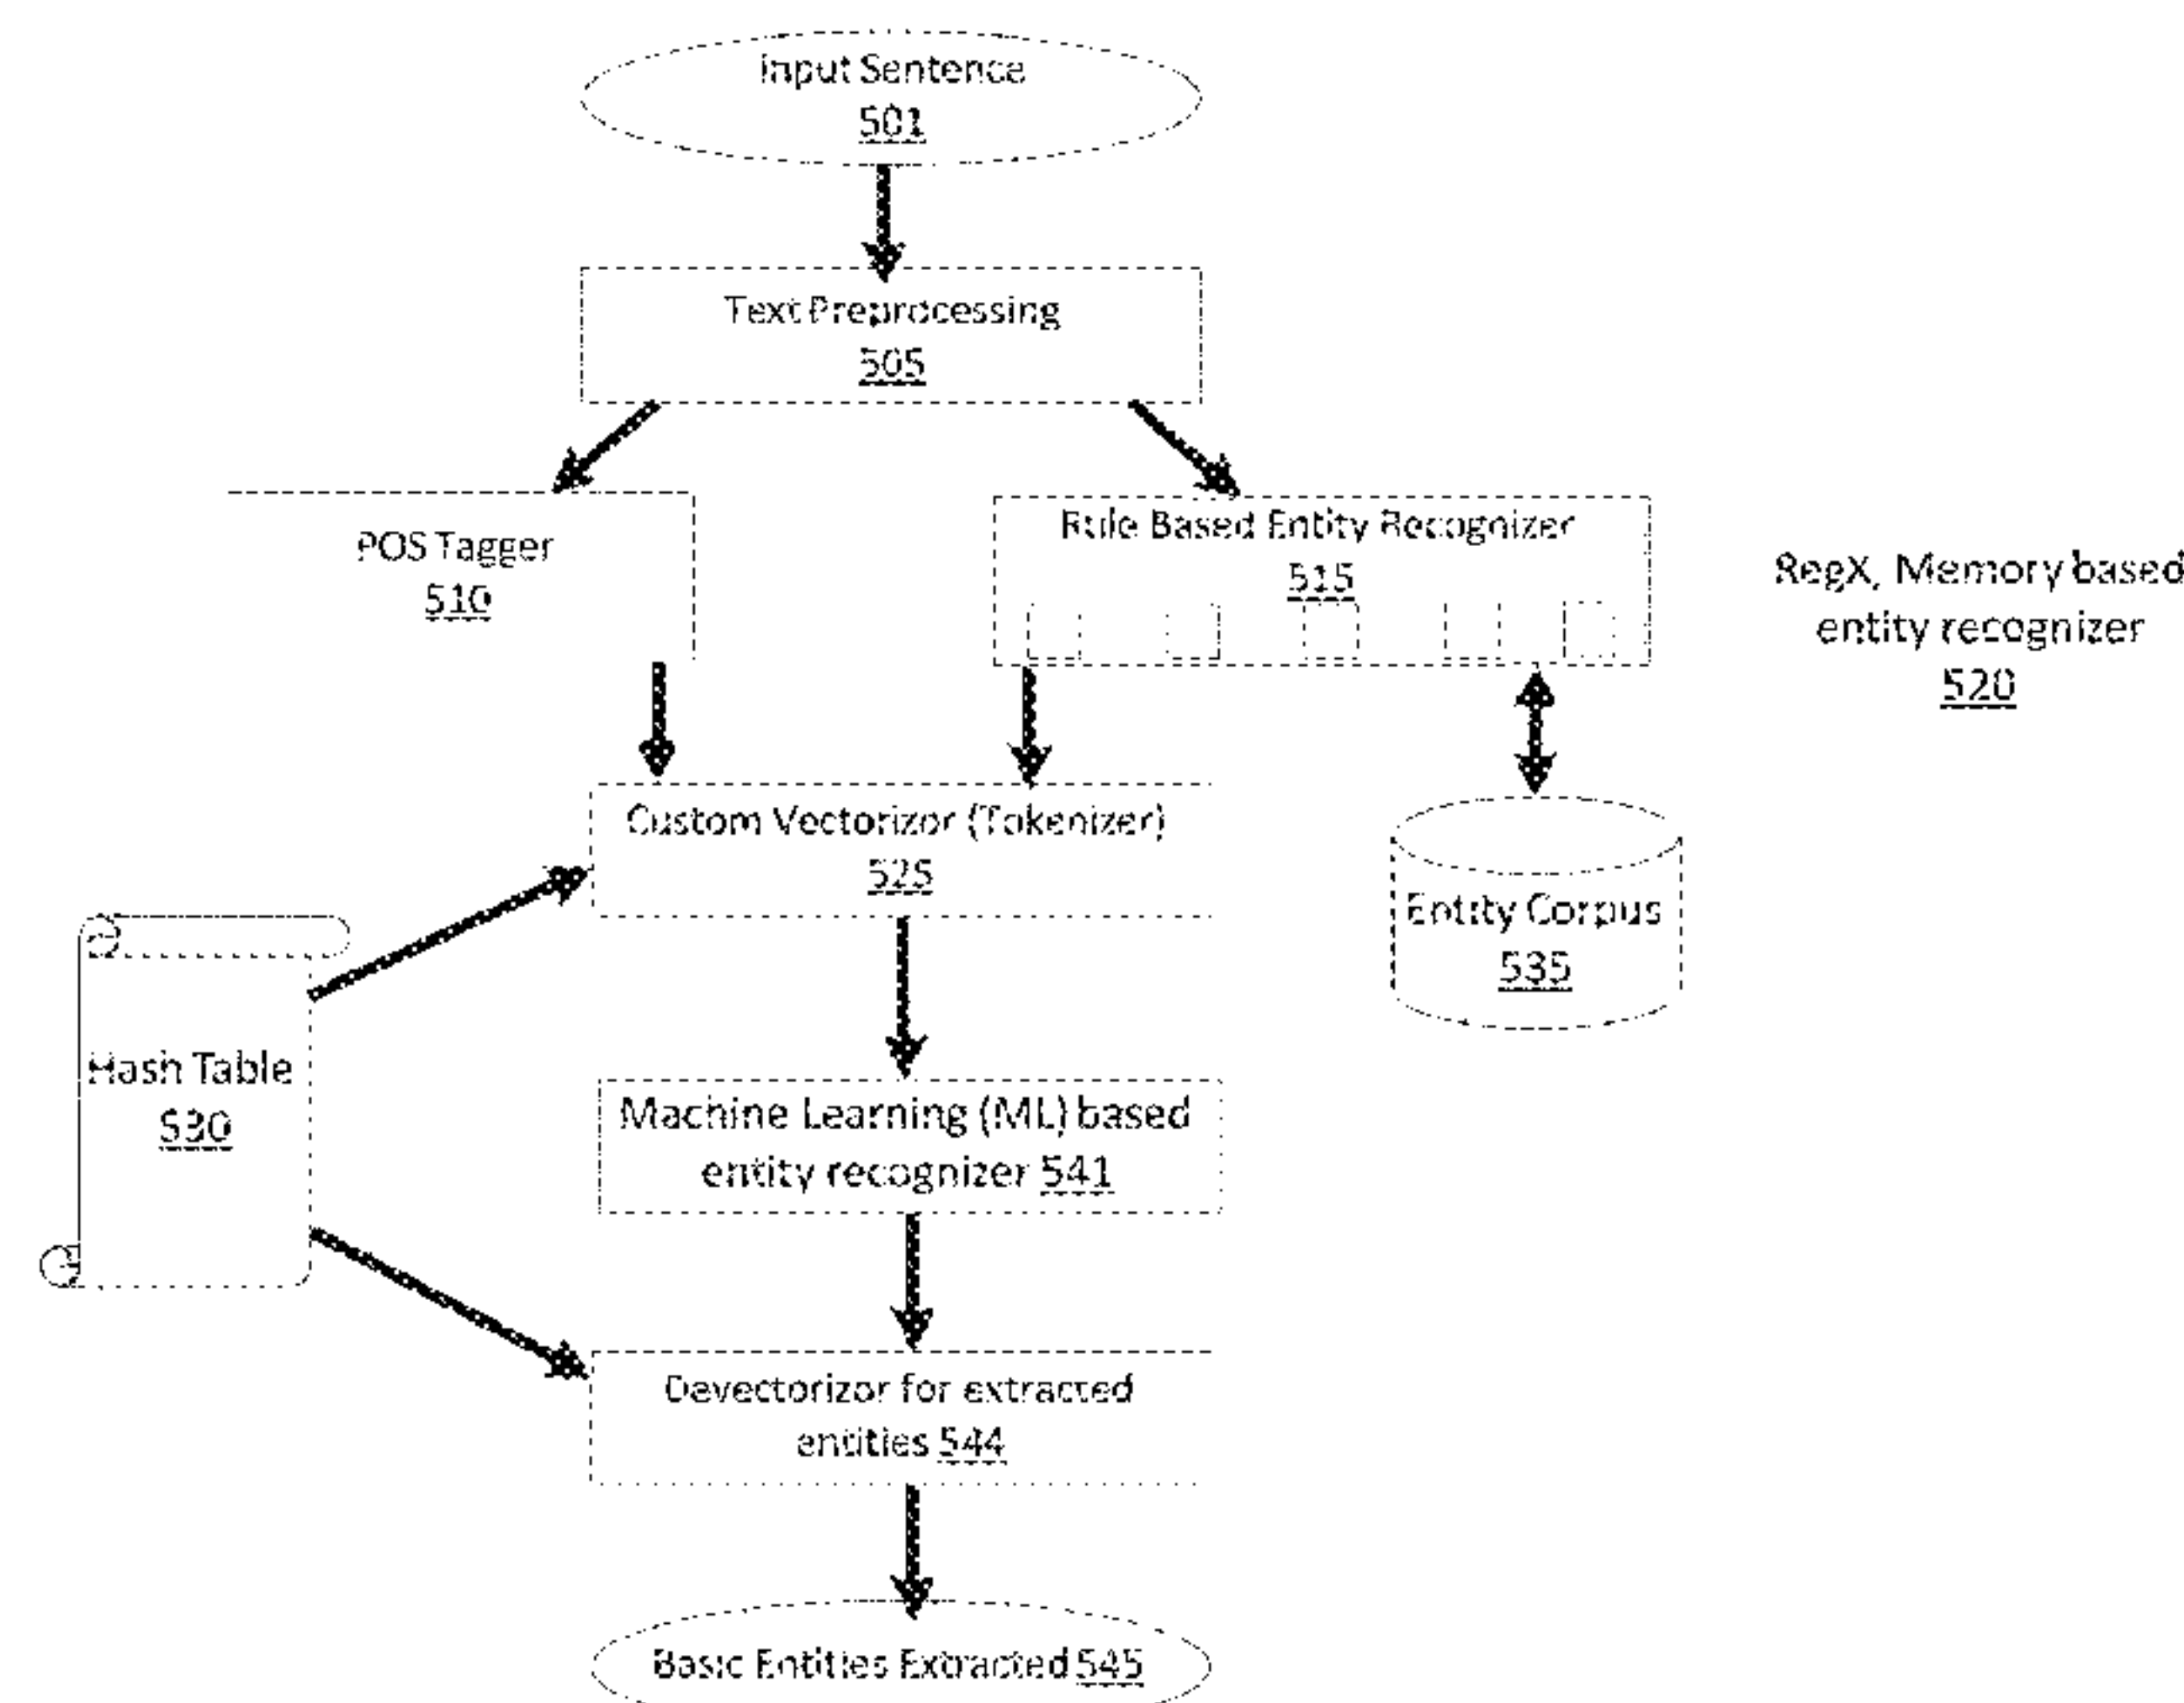 Input Sentence
501
Text Preprocessing
505
POS Tagger
510
Rule Based Entity Recognizer
515
RegX, Memory based
entity recognizer
520
Custom Vectorizor (Tokenizer)
525
Entity Corpus
535
Hash Table
530
Machine Learning (ML) based
entity recognizer 541
Devectorizor for extracted
entities 544
Basic Entities Extracted 545